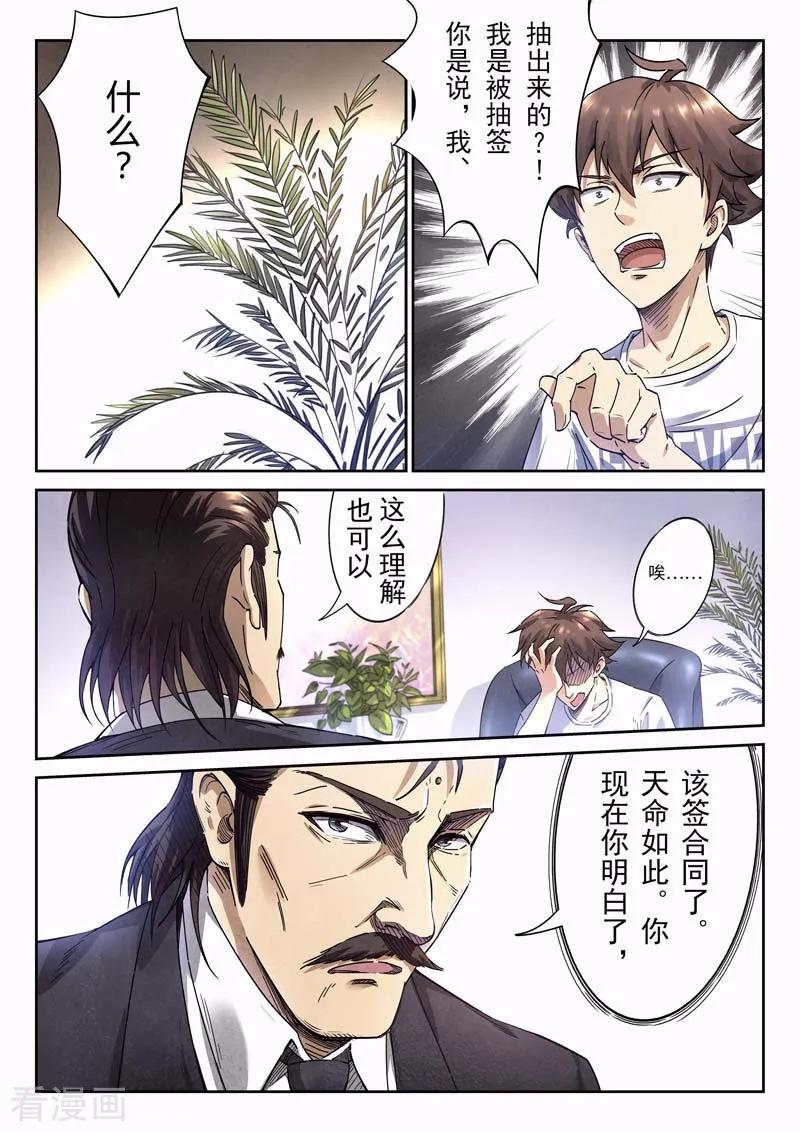 什么？
你是说，我、
我是被抽签
抽出来的？！
这么理解
也可以
唉……
现在你明白了，
天命如此。你
该签合同了。
看漫画